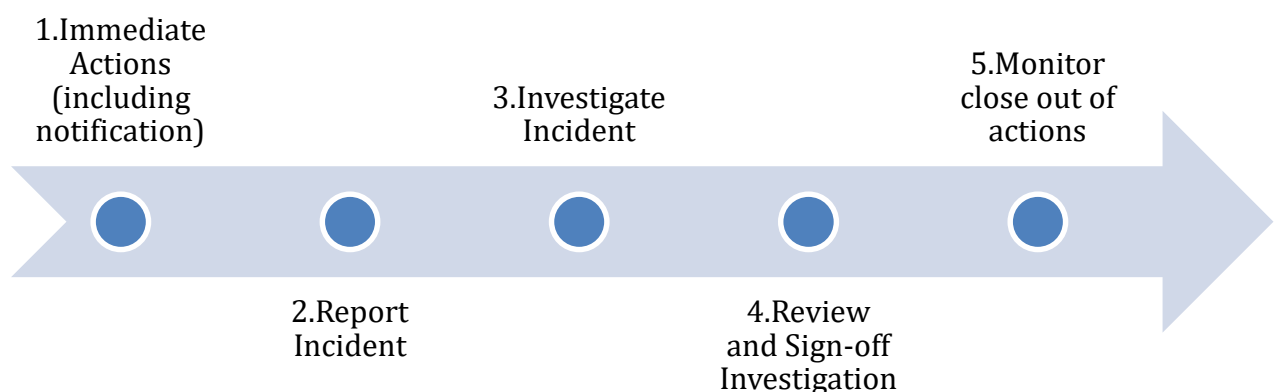 1.Immediate
Actions
(including
notification)
2.Report
Incident
3.Investigate
Incident
4.Review
and Sign-off
Investigation
5.Monitor
close out of
actions